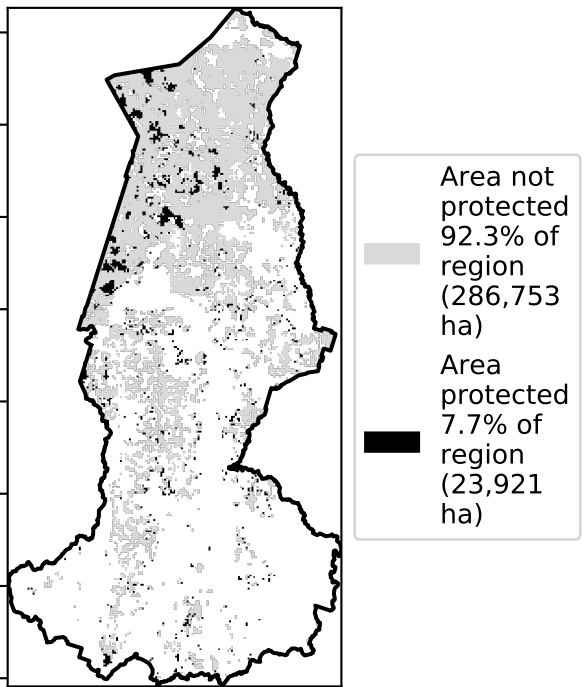 Area not
protected
92.3% of
region
(286,753
ha)
Area
protected
7.7% of
region
(23,921
ha)